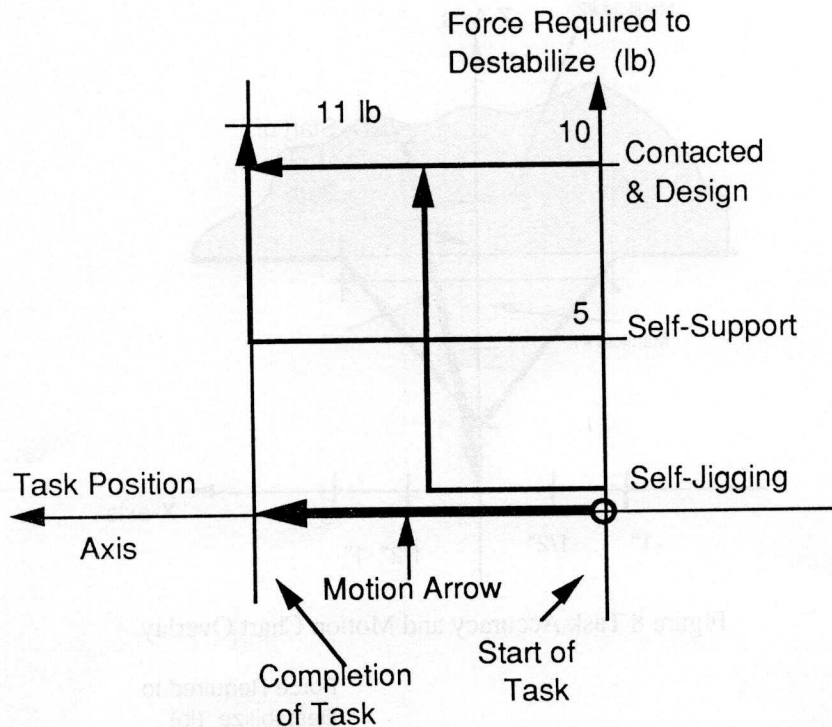 Force Required to
Destabilize (lb)
11 lb
10
Contacted
& Design
5
Self-Support
Self-Jigging
Task Position
Axis
Motion Arrow
Completion
of Task
Start of
Task